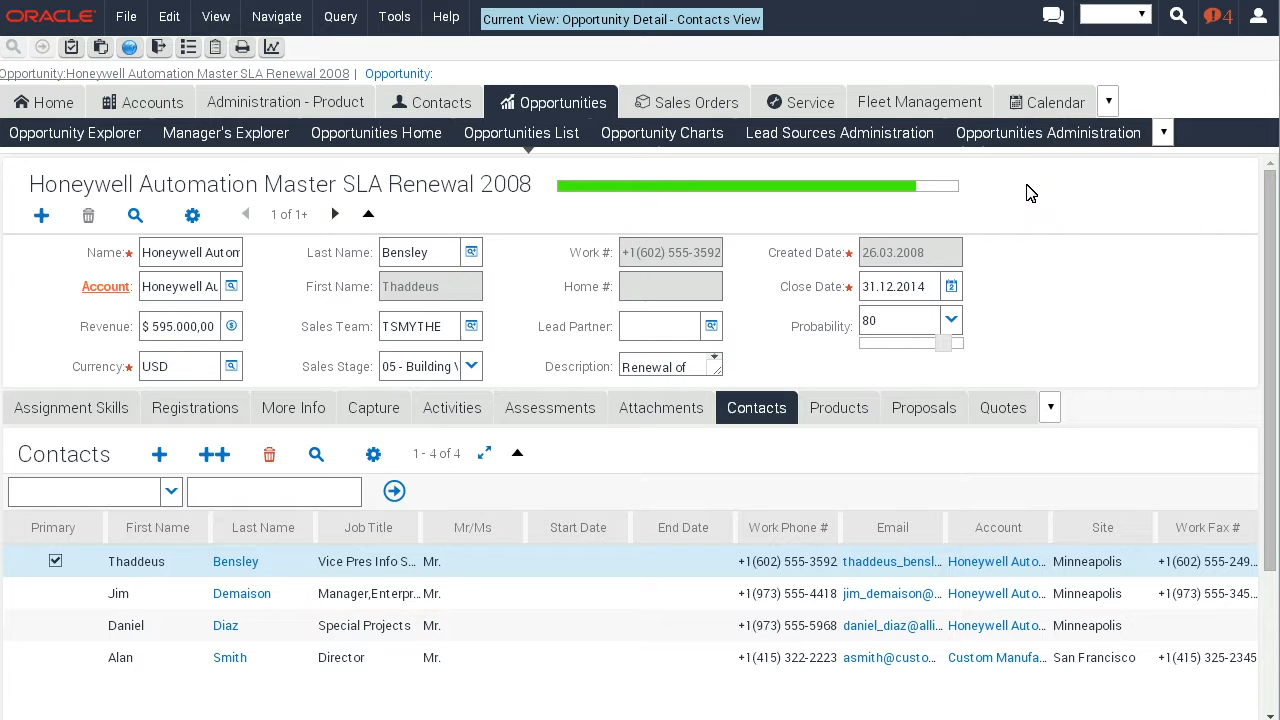 ORACLE File Edit View Navigate Query Tools Help Current View: Opportunity Detail - Contacts View 4
Opportunity:Honeywell Automation Master SLA Renewal 2008 | Opportunity:
Home Accounts Administration - Product Contacts Opportunities Sales Orders Service Fleet Management Calendar
Opportunity Explorer Manager's Explorer Opportunities Home Opportunities List Opportunity Charts Lead Sources Administration Opportunities Administration
Honeywell Automation Master SLA Renewal 2008
1 of 1+
Name:★ Honeywell Autom Last Name: Bensley Work #: +1(602) 555-3592 Created Date:★ 26.03.2008
Account: Honeywell Au First Name: Thaddeus Home #: Close Date:★ 31.12.2014
Revenue: $ 595.000,00 Sales Team: TSMYTHE Lead Partner: Probability: 80
Currency:★ USD Sales Stage: 05 - Building V Description: Renewal of
Assignment Skills Registrations More Info Capture Activities Assessments Attachments Contacts Products Proposals Quotes
Contacts 1 - 4 of 4
Primary First Name Last Name Job Title Mr/Ms Start Date End Date Work Phone # Email Account Site Work Fax #
Thaddeus Bensley Vice Pres Info S... Mr. +1(602) 555-3592 thaddeus_bensl... Honeywell Auto... Minneapolis +1(602) 555-249...
Jim Demaison Manager,Enterpr... Mr. +1(973) 555-4418 jim_demaison@... Honeywell Auto... Minneapolis +1(973) 555-345...
Daniel Diaz Special Projects Mr. +1(973) 555-5968 daniel_diaz@alli... Honeywell Auto... Minneapolis
Alan Smith Director Mr. +1(415) 322-2223 asmith@custo... Custom Manufa... San Francisco +1(415) 325-2345